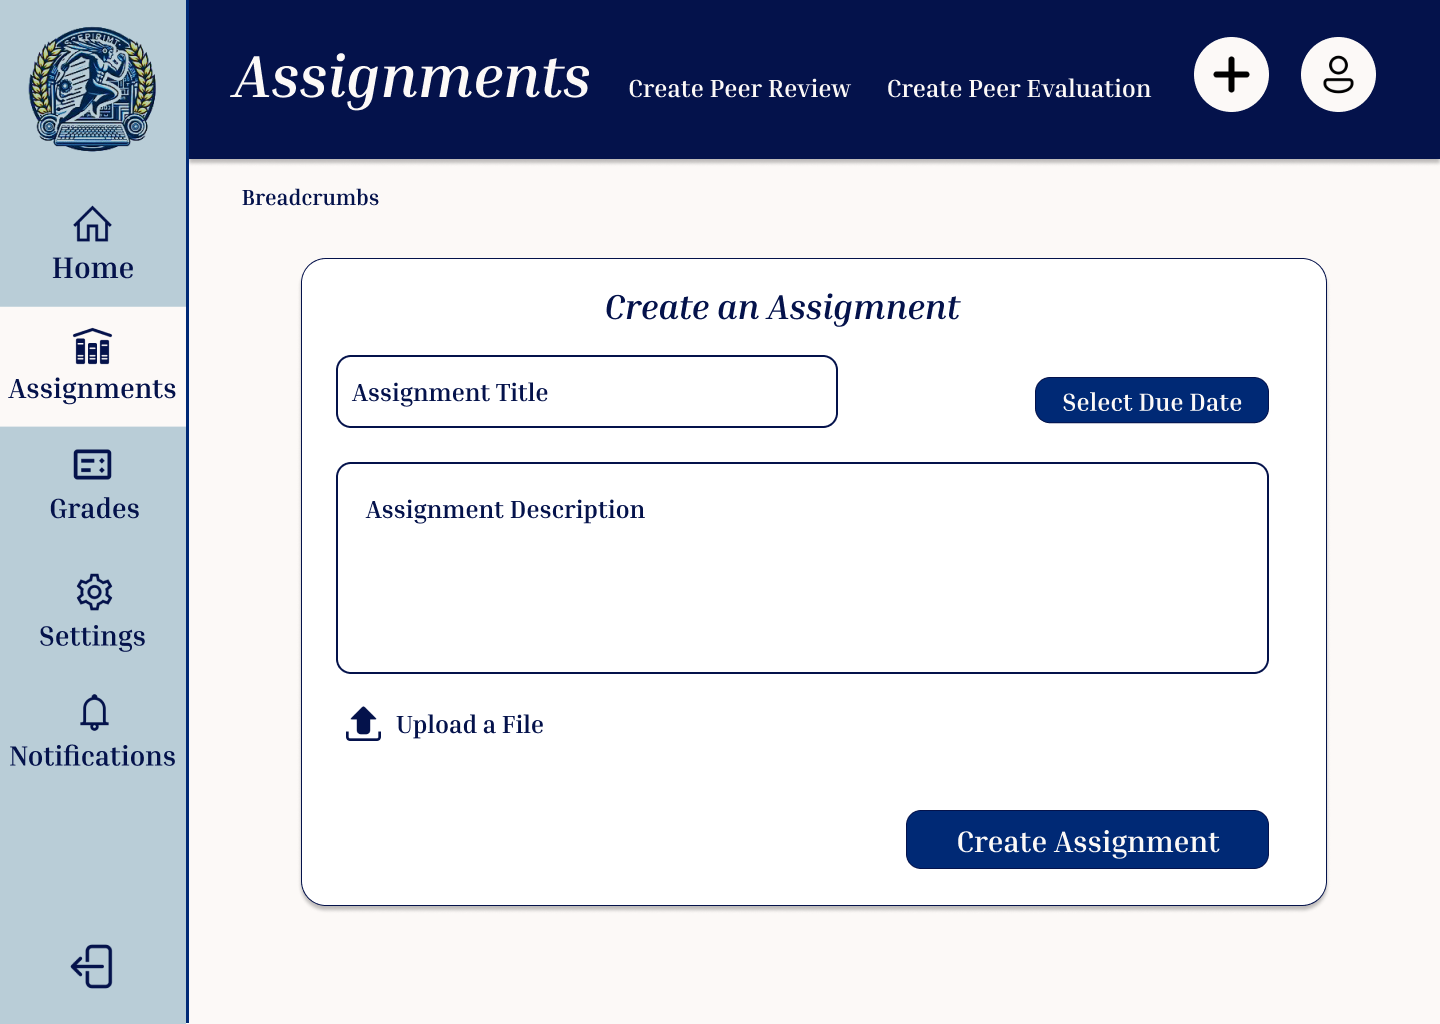 Assignments
Create Peer Review
Create Peer Evaluation
Breadcrumbs
Home
Assignments
Grades
Settings
Notifications
Create an Assigmnent
Assignment Title
Select Due Date
Assignment Description
Upload a File
Create Assignment